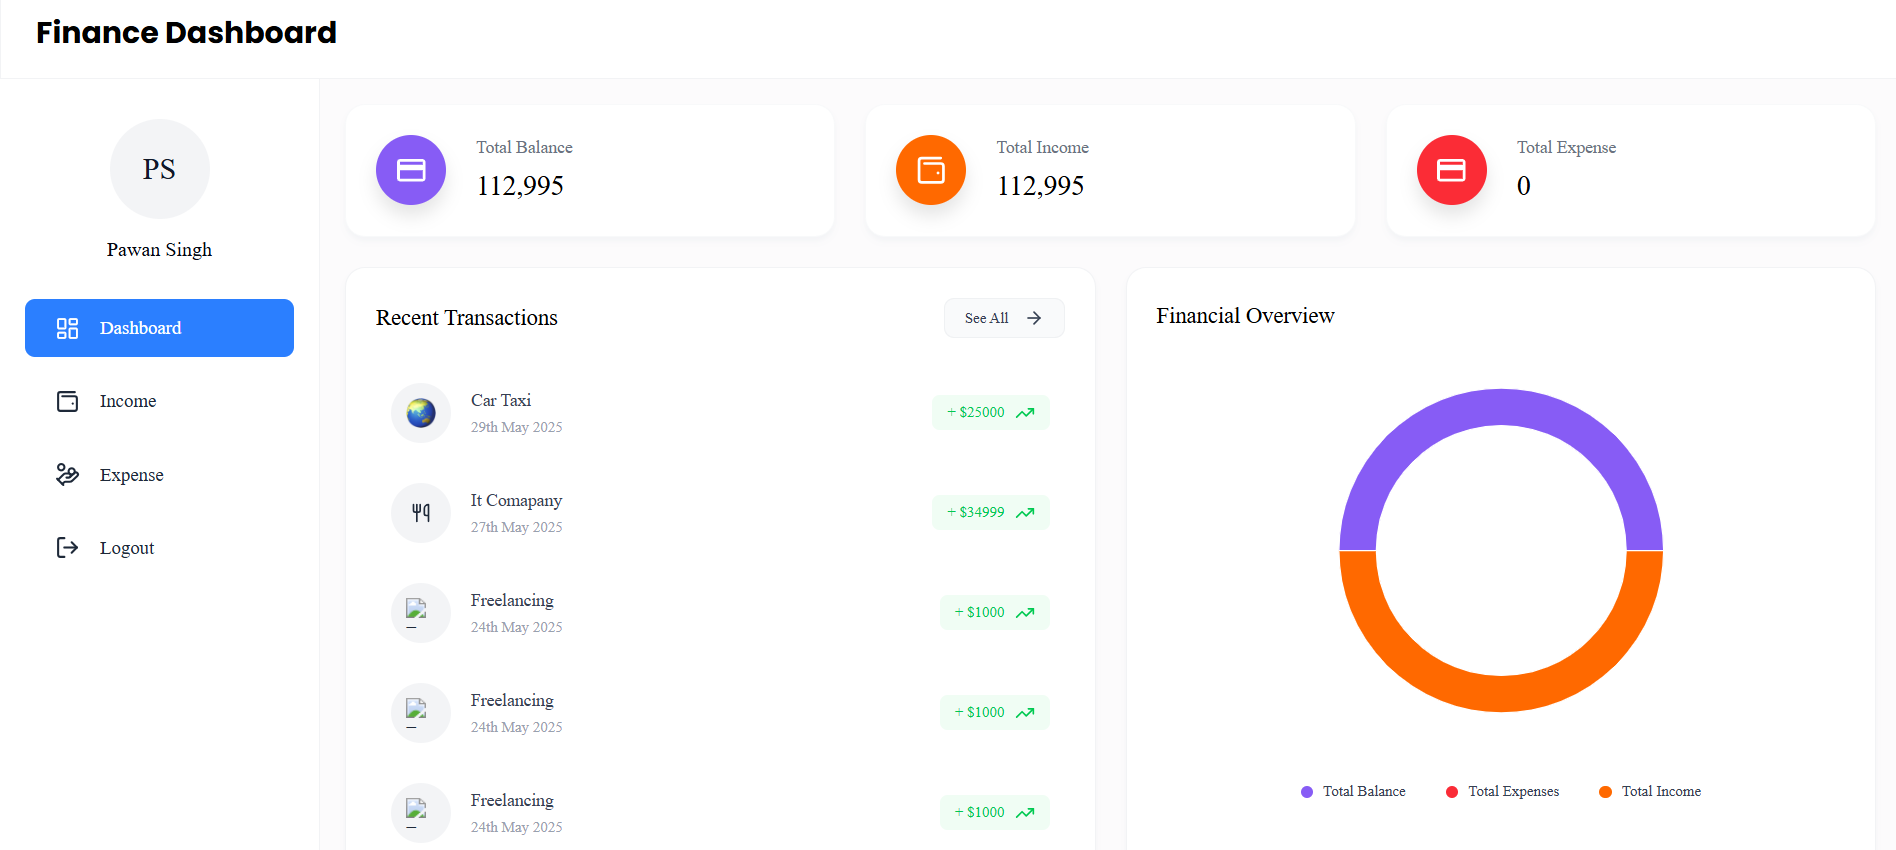 Finance Dashboard
PS
Pawan Singh
Dashboard
Income
Expense
Logout
Total Balance
112,995
Total Income
112,995
Total Expense
0
Recent Transactions
See All
Car Taxi
29th May 2025
+ $25000
It Comapany
27th May 2025
+ $34999
Freelancing
24th May 2025
+ $1000
Freelancing
24th May 2025
+ $1000
Freelancing
24th May 2025
+ $1000
Financial Overview
Total Balance
Total Expenses
Total Income